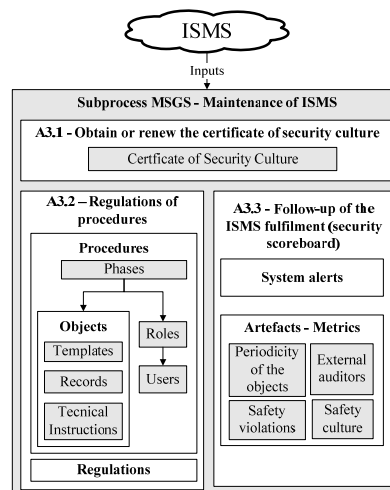 ISMS
Inputs
Subprocess MSGS - Maintenance of ISMS
A3.1 - Obtain or renew the certificate of security culture
Certficate of Security Culture
A3.2 – Regulations of
procedures
Procedures
Phases
Objects
Templates
Records
Tecnical
Instructions
Roles
Users
Regulations
A3.3 - Follow-up of the
ISMS fulfilment (security
scoreboard)
System alerts
Artefacts - Metrics
Periodicity
of the
objects
External
auditors
Safety
violations
Safety
culture